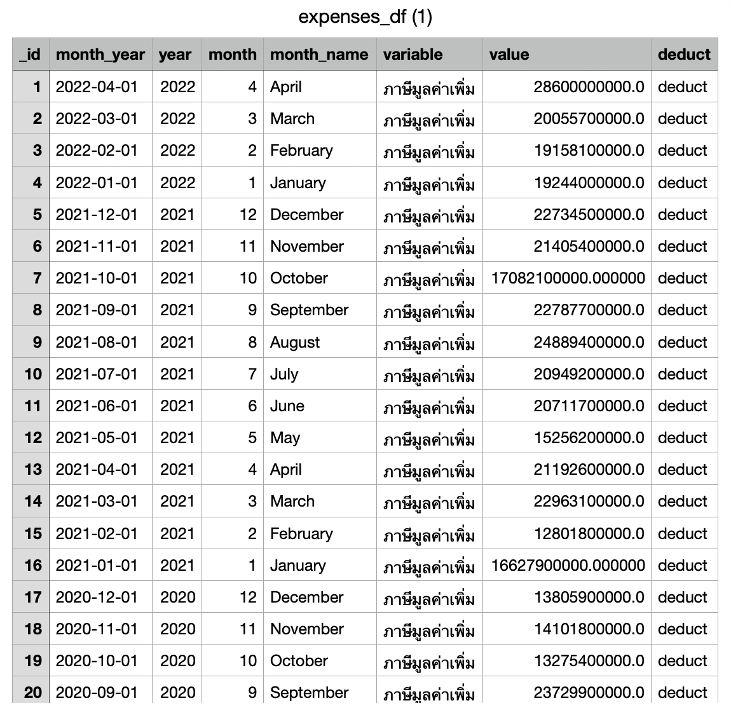 expenses_df (1)
_id month_year year month month_name variable value deduct
1 2022-04-01 2022 4 April ภาษีมูลค่าเพิ่ม 28600000000.0 deduct
2 2022-03-01 2022 3 March ภาษีมูลค่าเพิ่ม 20055700000.0 deduct
3 2022-02-01 2022 2 February ภาษีมูลค่าเพิ่ม 19158100000.0 deduct
4 2022-01-01 2022 1 January ภาษีมูลค่าเพิ่ม 19244000000.0 deduct
5 2021-12-01 2021 12 December ภาษีมูลค่าเพิ่ม 22734500000.0 deduct
6 2021-11-01 2021 11 November ภาษีมูลค่าเพิ่ม 21405400000.0 deduct
7 2021-10-01 2021 10 October ภาษีมูลค่าเพิ่ม 17082100000.000000 deduct
8 2021-09-01 2021 9 September ภาษีมูลค่าเพิ่ม 22787700000.0 deduct
9 2021-08-01 2021 8 August ภาษีมูลค่าเพิ่ม 24889400000.0 deduct
10 2021-07-01 2021 7 July ภาษีมูลค่าเพิ่ม 20949200000.0 deduct
11 2021-06-01 2021 6 June ภาษีมูลค่าเพิ่ม 20711700000.0 deduct
12 2021-05-01 2021 5 May ภาษีมูลค่าเพิ่ม 15256200000.0 deduct
13 2021-04-01 2021 4 April ภาษีมูลค่าเพิ่ม 21192600000.0 deduct
14 2021-03-01 2021 3 March ภาษีมูลค่าเพิ่ม 22963100000.0 deduct
15 2021-02-01 2021 2 February ภาษีมูลค่าเพิ่ม 12801800000.0 deduct
16 2021-01-01 2021 1 January ภาษีมูลค่าเพิ่ม 16627900000.000000 deduct
17 2020-12-01 2020 12 December ภาษีมูลค่าเพิ่ม 13805900000.0 deduct
18 2020-11-01 2020 11 November ภาษีมูลค่าเพิ่ม 14101800000.0 deduct
19 2020-10-01 2020 10 October ภาษีมูลค่าเพิ่ม 13275400000.0 deduct
20 2020-09-01 2020 9 September ภาษีมูลค่าเพิ่ม 23729900000.0 deduct